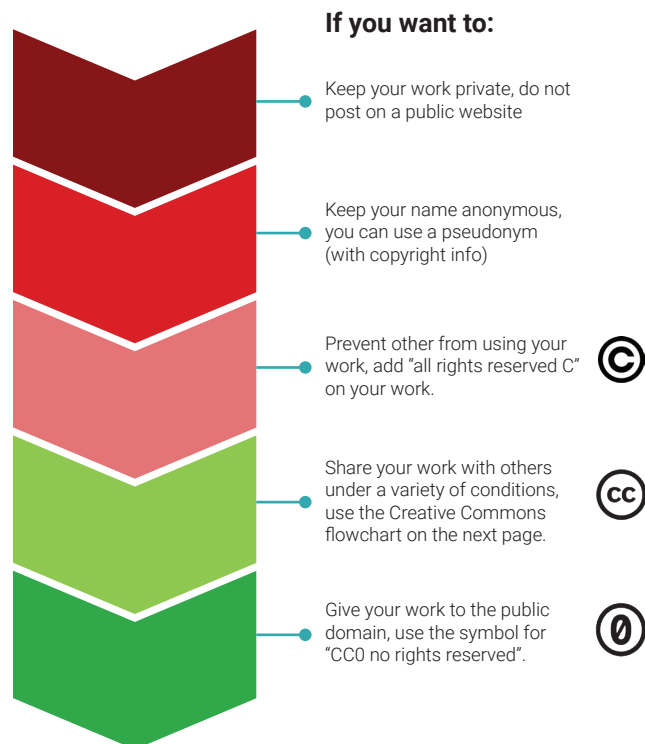 If you want to:
Keep your work private, do not
post on a public website
Keep your name anonymous,
you can use a pseudonym
(with copyright info)
Prevent other from using your
work, add “all rights reserved C”
on your work.
©
Share your work with others
under a variety of conditions,
use the Creative Commons
flowchart on the next page.
cc
Give your work to the public
domain, use the symbol for
“CC0 no rights reserved”.
0